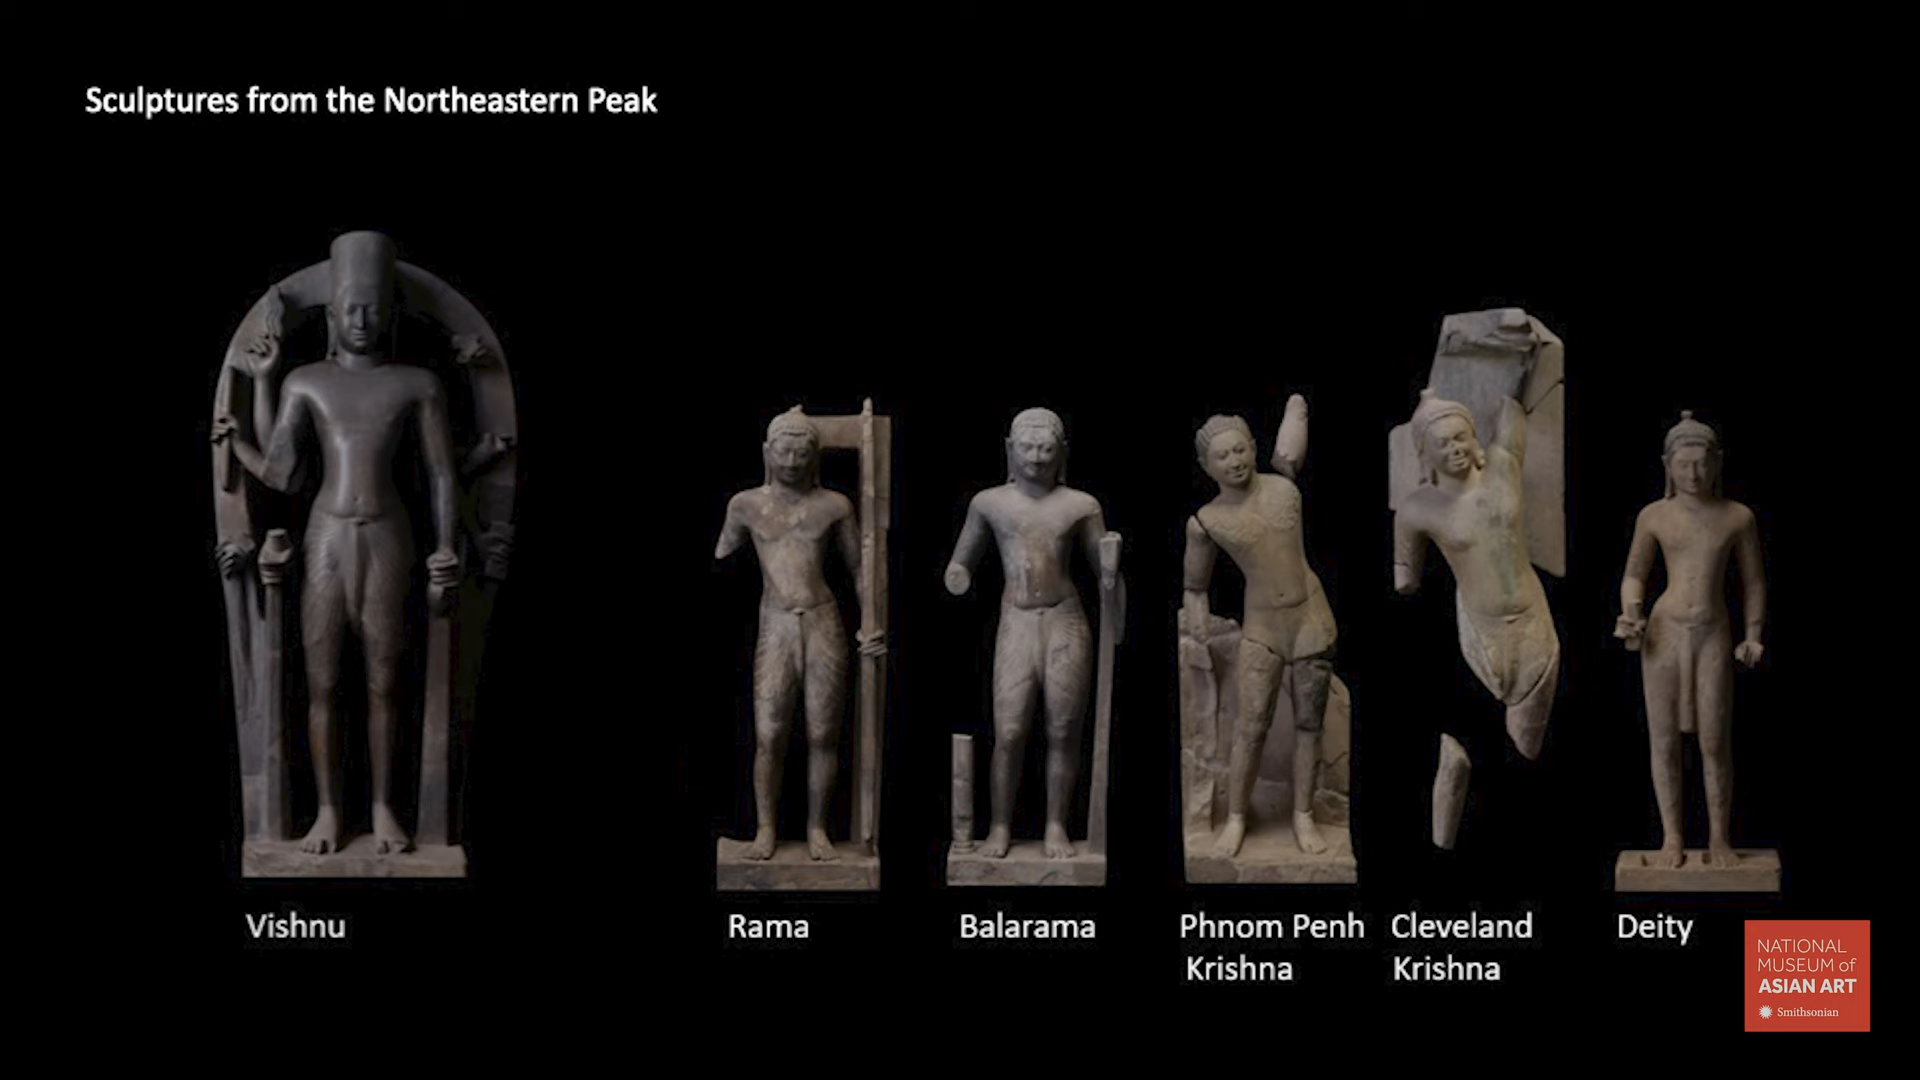 Sculptures from the Northeastern Peak
Vishnu
Rama
Balarama
Phnom Penh
Krishna
Cleveland
Krishna
Deity
NATIONAL
MUSEUM of
ASIAN ART
Smithsonian